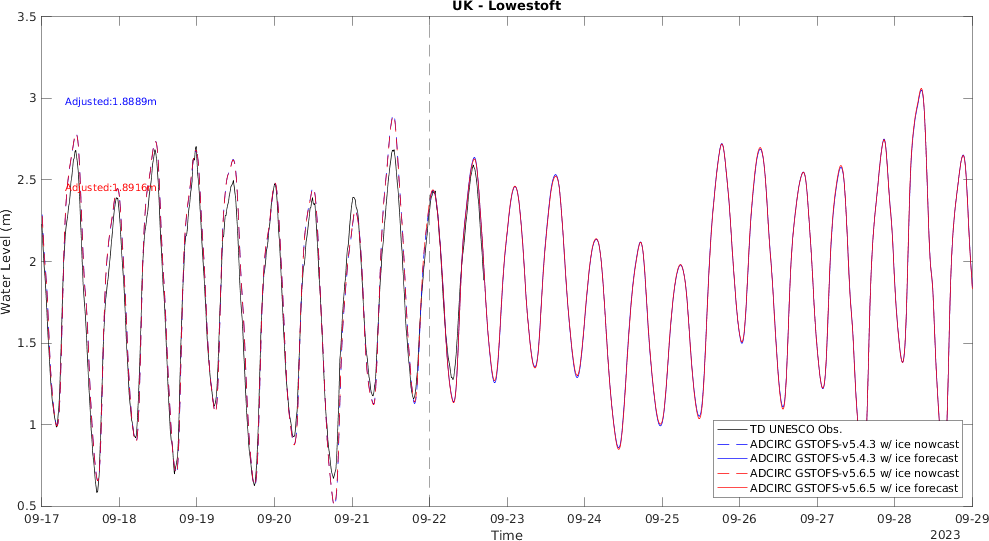 UK - Lowestoft
3.5
3
2.5
2
1.5
1
0.5
Water Level (m)
Adjusted:1.8889m
Adjusted:1.8916m
TD UNESCO Obs.
ADCIRC GSTOFS-v5.4.3 w/ ice nowcast
ADCIRC GSTOFS-v5.4.3 w/ ice forecast
ADCIRC GSTOFS-v5.6.5 w/ ice nowcast
ADCIRC GSTOFS-v5.6.5 w/ ice forecast
09-17 09-18 09-19 09-20 09-21 09-22 09-23 09-24 09-25 09-26 09-27 09-28 09-29
Time
2023